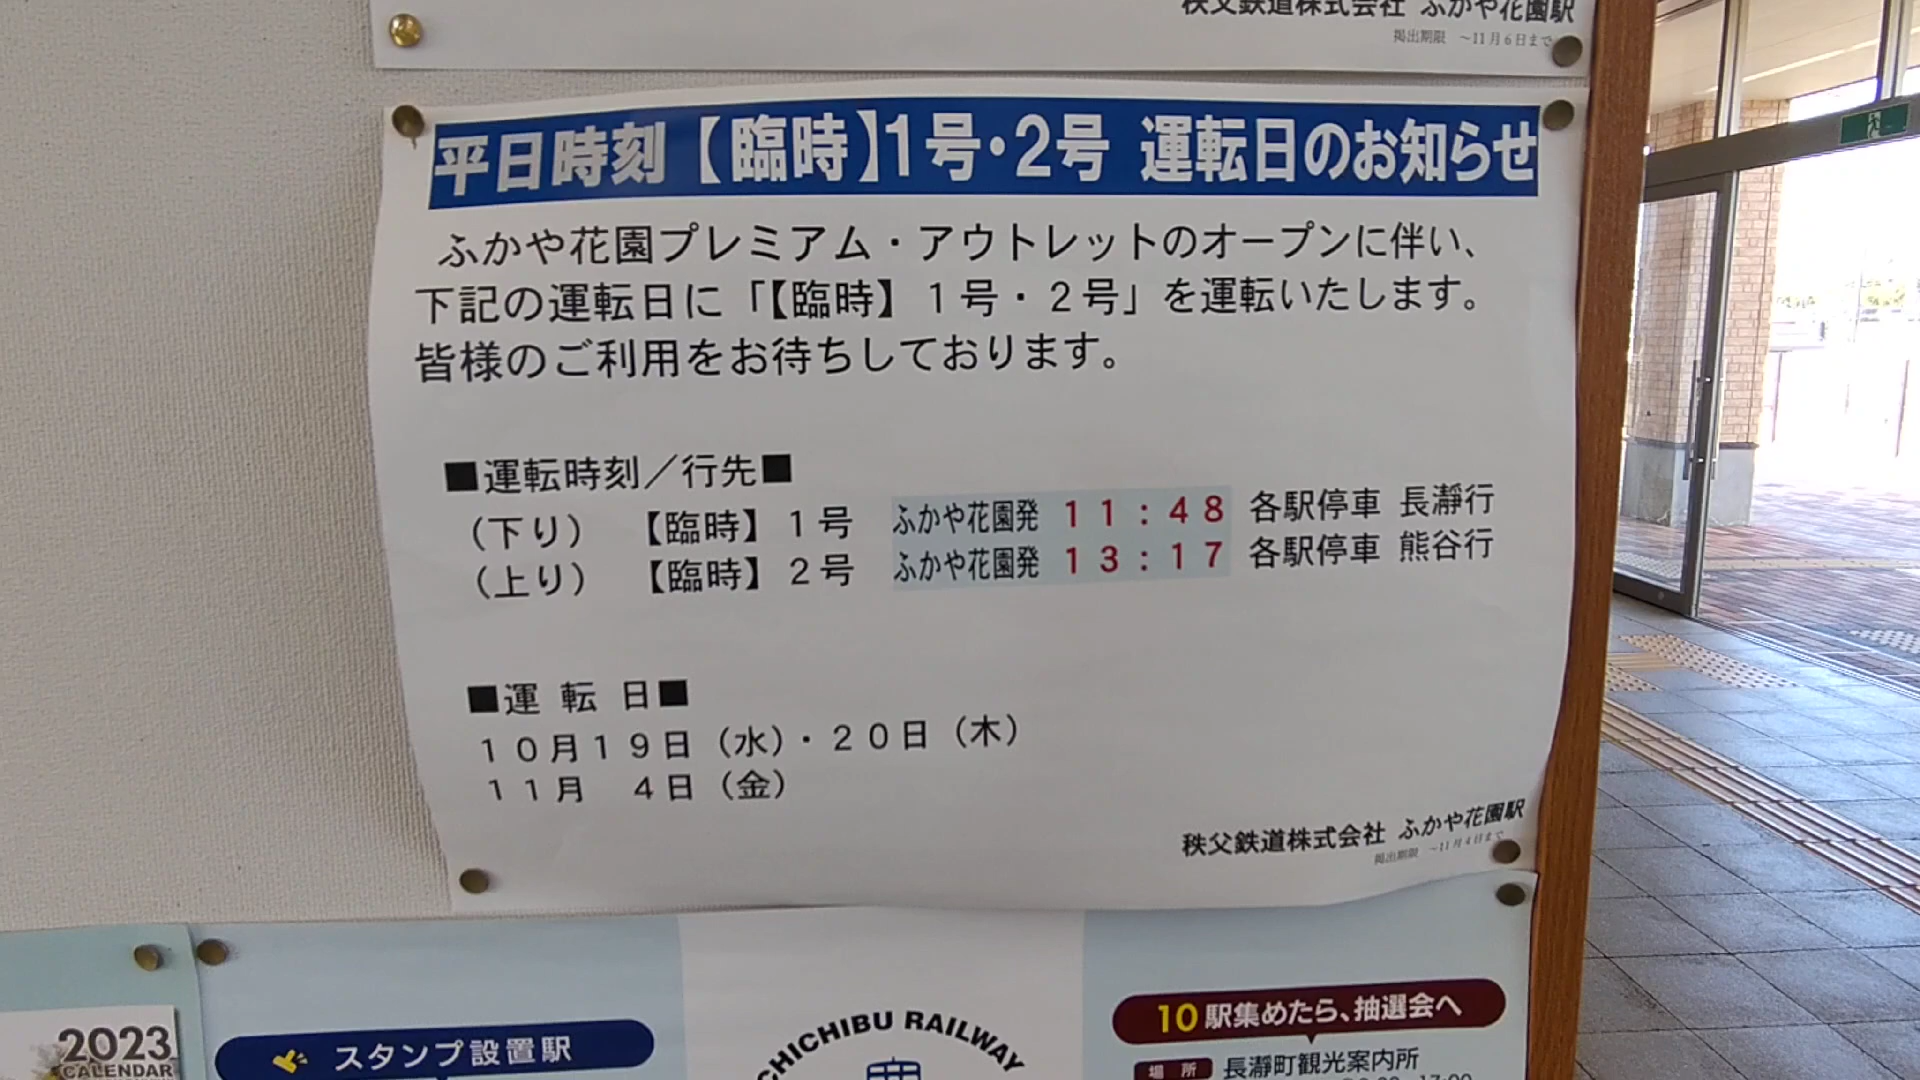 秩父鉄道株式会社 ふかや花園駅
掲出期限 ～11月6日まで
平日時刻【臨時】1号・2号 運転日のお知らせ
ふかや花園プレミアム・アウトレットのオープンに伴い、
下記の運転日に「【臨時】１号・２号」を運転いたします。
皆様のご利用をお待ちしております。
■運転時刻／行先■
（下り） 【臨時】１号 ふかや花園発 １１：４８ 各駅停車 長瀞行
（上り） 【臨時】２号 ふかや花園発 １３：１７ 各駅停車 熊谷行
■運 転 日■
１０月１９日（水）・２０日（木）
１１月　４日（金）
秩父鉄道株式会社 ふかや花園駅
掲出期限 ～11月4日まで
2023
CALENDAR
スタンプ設置駅
CHICHIBU RAILWAY
10駅集めたら、抽選会へ
場所 長瀞町観光案内所